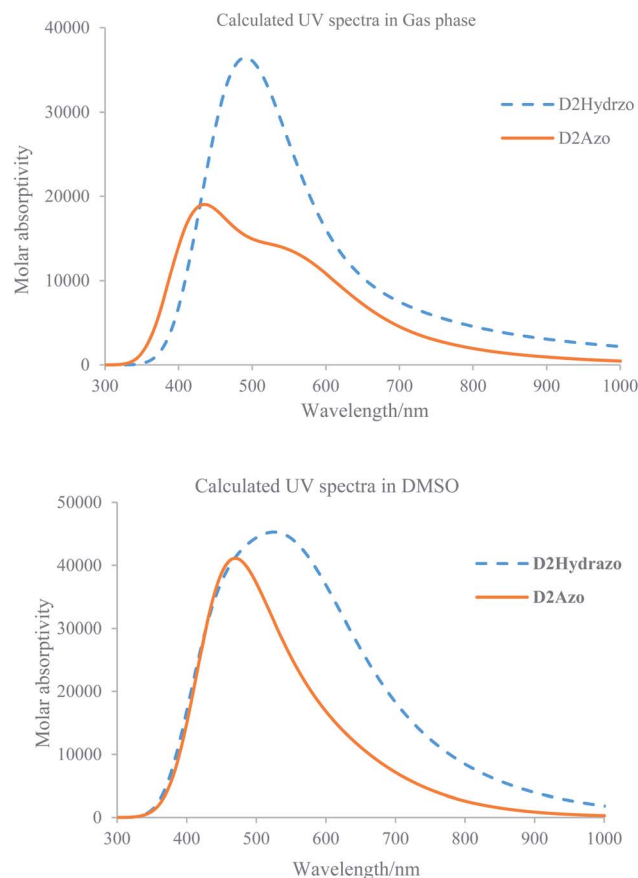 Calculated UV spectra in Gas phase
40000
30000
20000
10000
0
Molar absorptivity
D2Hydrzo
D2Azo
300 400 500 600 700 800 900 1000
Wavelength/nm
Calculated UV spectra in DMSO
50000
40000
30000
20000
10000
0
Molar absorptivity
D2Hydrazo
D2Azo
300 400 500 600 700 800 900 1000
Wavelength/nm